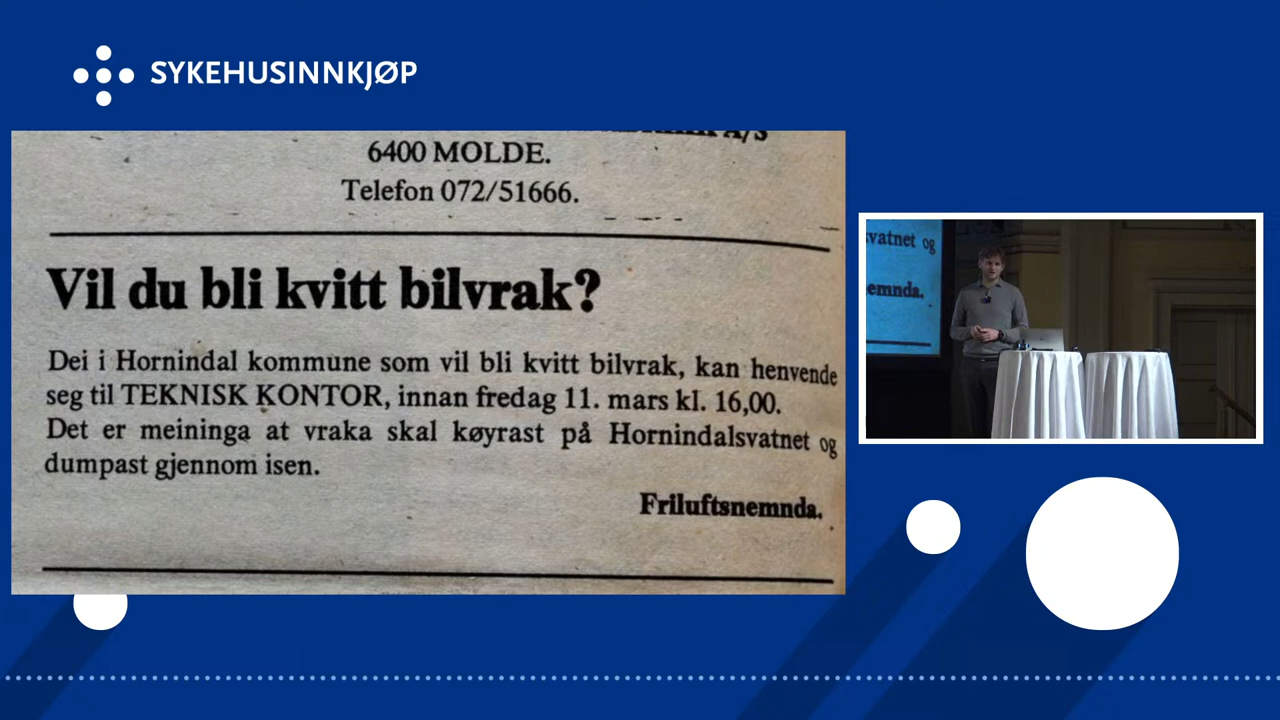 SYKEHUSINNKJØP
A/S
6400 MOLDE.
Telefon 072/51666.
Vil du bli kvitt bilvrak?
Dei i Hornindal kommune som vil bli kvitt bilvrak, kan henvende
seg til TEKNISK KONTOR, innan fredag 11. mars kl. 16,00.
Det er meininga at vraka skal køyrast på Hornindalsvatnet og
dumpast gjennom isen.
Friluftsnemnda.
svatnet og
emnda.